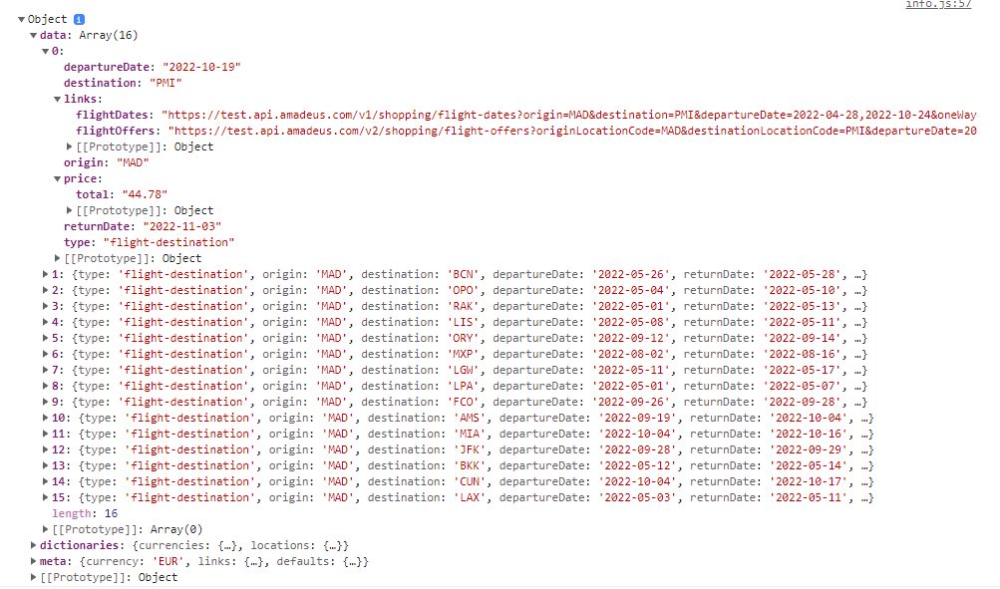 info.js:57
▼Object i
▼data: Array(16)
▼0:
departureDate: "2022-10-19"
destination: "PMI"
▼links:
flightDates: "https://test.api.amadeus.com/v1/shopping/flight-dates?origin=MAD&destination=PMI&departureDate=2022-04-28,2022-10-24&oneWay
flightOffers: "https://test.api.amadeus.com/v2/shopping/flight-offers?originLocationCode=MAD&destinationLocationCode=PMI&departureDate=20
▶[[Prototype]]: Object
origin: "MAD"
▼price:
total: "44.78"
▶[[Prototype]]: Object
returnDate: "2022-11-03"
type: "flight-destination"
▶[[Prototype]]: Object
▶1: {type: 'flight-destination', origin: 'MAD', destination: 'BCN', departureDate: '2022-05-26', returnDate: '2022-05-28', …}
▶2: {type: 'flight-destination', origin: 'MAD', destination: 'OPO', departureDate: '2022-05-04', returnDate: '2022-05-10', …}
▶3: {type: 'flight-destination', origin: 'MAD', destination: 'RAK', departureDate: '2022-05-01', returnDate: '2022-05-13', …}
▶4: {type: 'flight-destination', origin: 'MAD', destination: 'LIS', departureDate: '2022-05-08', returnDate: '2022-05-11', …}
▶5: {type: 'flight-destination', origin: 'MAD', destination: 'ORY', departureDate: '2022-09-12', returnDate: '2022-09-14', …}
▶6: {type: 'flight-destination', origin: 'MAD', destination: 'MXP', departureDate: '2022-08-02', returnDate: '2022-08-16', …}
▶7: {type: 'flight-destination', origin: 'MAD', destination: 'LGW', departureDate: '2022-05-11', returnDate: '2022-05-17', …}
▶8: {type: 'flight-destination', origin: 'MAD', destination: 'LPA', departureDate: '2022-05-01', returnDate: '2022-05-07', …}
▶9: {type: 'flight-destination', origin: 'MAD', destination: 'FCO', departureDate: '2022-09-26', returnDate: '2022-09-28', …}
▶10: {type: 'flight-destination', origin: 'MAD', destination: 'AMS', departureDate: '2022-09-19', returnDate: '2022-10-04', …}
▶11: {type: 'flight-destination', origin: 'MAD', destination: 'MIA', departureDate: '2022-10-04', returnDate: '2022-10-16', …}
▶12: {type: 'flight-destination', origin: 'MAD', destination: 'JFK', departureDate: '2022-09-28', returnDate: '2022-09-29', …}
▶13: {type: 'flight-destination', origin: 'MAD', destination: 'BKK', departureDate: '2022-05-12', returnDate: '2022-05-14', …}
▶14: {type: 'flight-destination', origin: 'MAD', destination: 'CUN', departureDate: '2022-10-04', returnDate: '2022-10-17', …}
▶15: {type: 'flight-destination', origin: 'MAD', destination: 'LAX', departureDate: '2022-05-03', returnDate: '2022-05-11', …}
length: 16
▶[[Prototype]]: Array(0)
▶dictionaries: {currencies: {…}, locations: {…}}
▶meta: {currency: 'EUR', links: {…}, defaults: {…}}
▶[[Prototype]]: Object